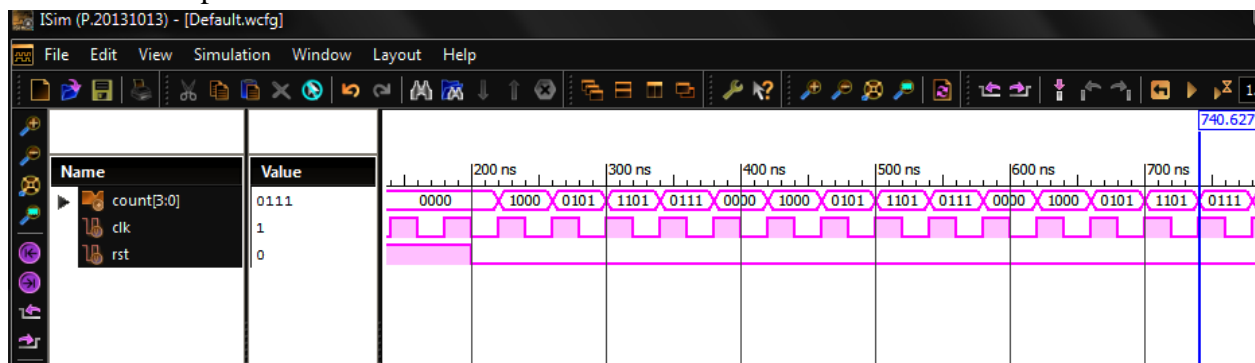 ISim (P.20131013) - [Default.wcfg]
File Edit View Simulation Window Layout Help
740.627
Name Value
200 ns 300 ns 400 ns 500 ns 600 ns 700 ns
count[3:0] 0111 0000 1000 0101 1101 0111 0000 1000 0101 1101 0111 0000 1000 0101 1101 0111
clk 1
rst 0